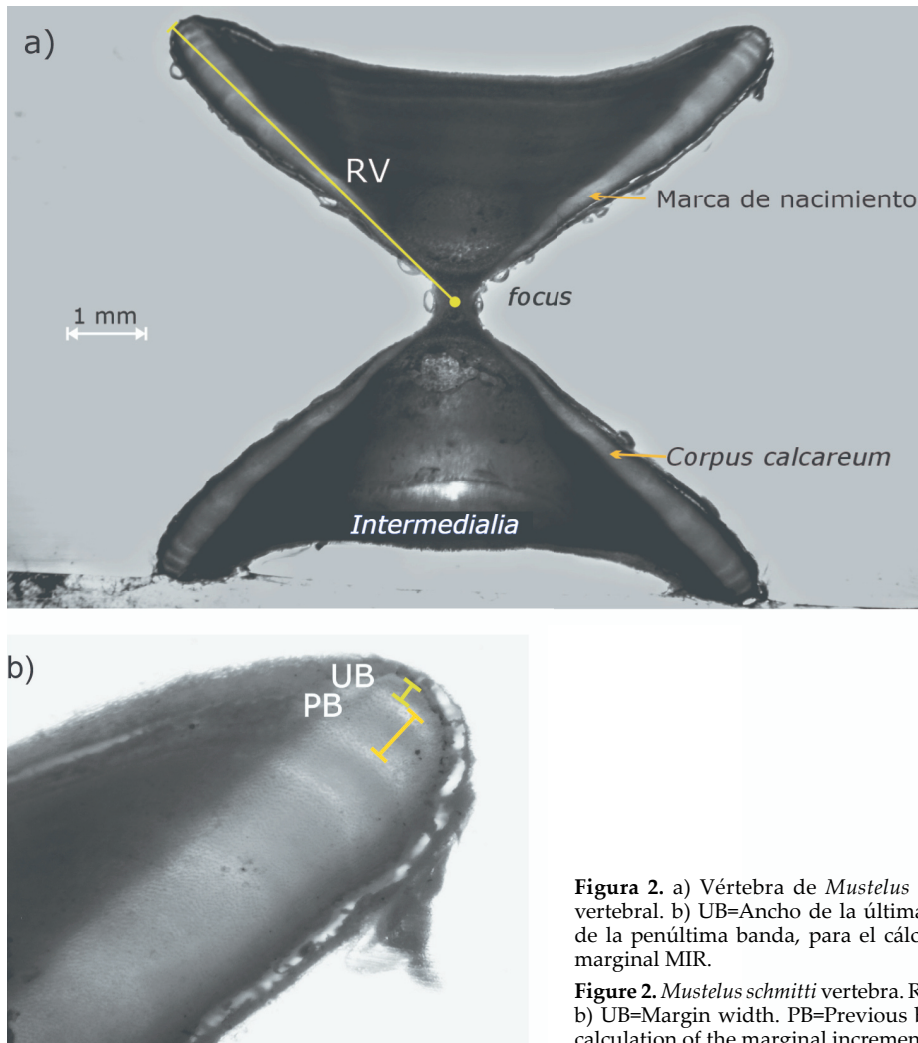 a)
RV
Marca de nacimiento
focus
1 mm
Corpus calcareum
Intermedialia
b)
UB
PB
Figura 2. a) Vértebra de Mustelus
vertebral. b) UB=Ancho de la última
de la penúltima banda, para el
marginal MIR.
Figure 2. Mustelus schmitti vertebra.
b) UB=Margin width. PB=Previous
calculation of the marginal